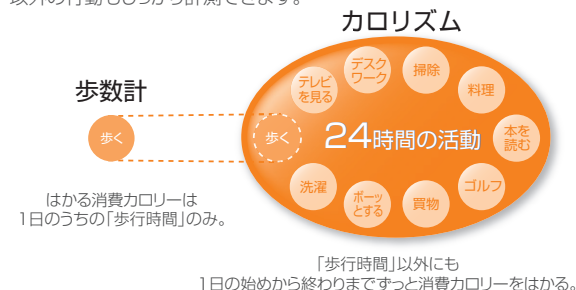 以外の行動もしっかり計測できます。
カロリズム
歩数計
テレビ
を見る
デスク
ワーク
掃除
料理
歩く
歩く
24時間の活動
本を
読む
洗濯
ボーッ
とする
買物
ゴルフ
はかる消費カロリーは
1日のうちの「歩行時間」のみ。
「歩行時間」以外にも
1日の始めから終わりまでずっと消費カロリーをはかる。